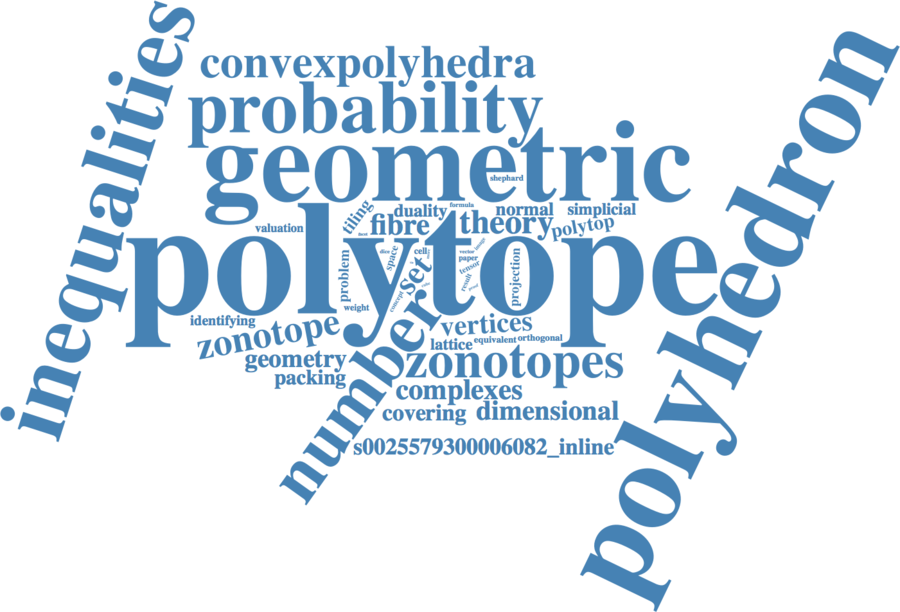 inequalities
convexpolyhedra
probability
geometric
shephard
polyhedron
formula
tiling
duality
normal
simplicial
fibre
theory
polytop
valuation
polytope
space
cell
set
problem
vector
paper
tensor
image
result
projection
concept
weight
identifying
zonotope
number
vertices
lattice
equivalent
orthogonal
geometry
zonotopes
packing
complexes
covering
dimensional
s0025579300006082_inline